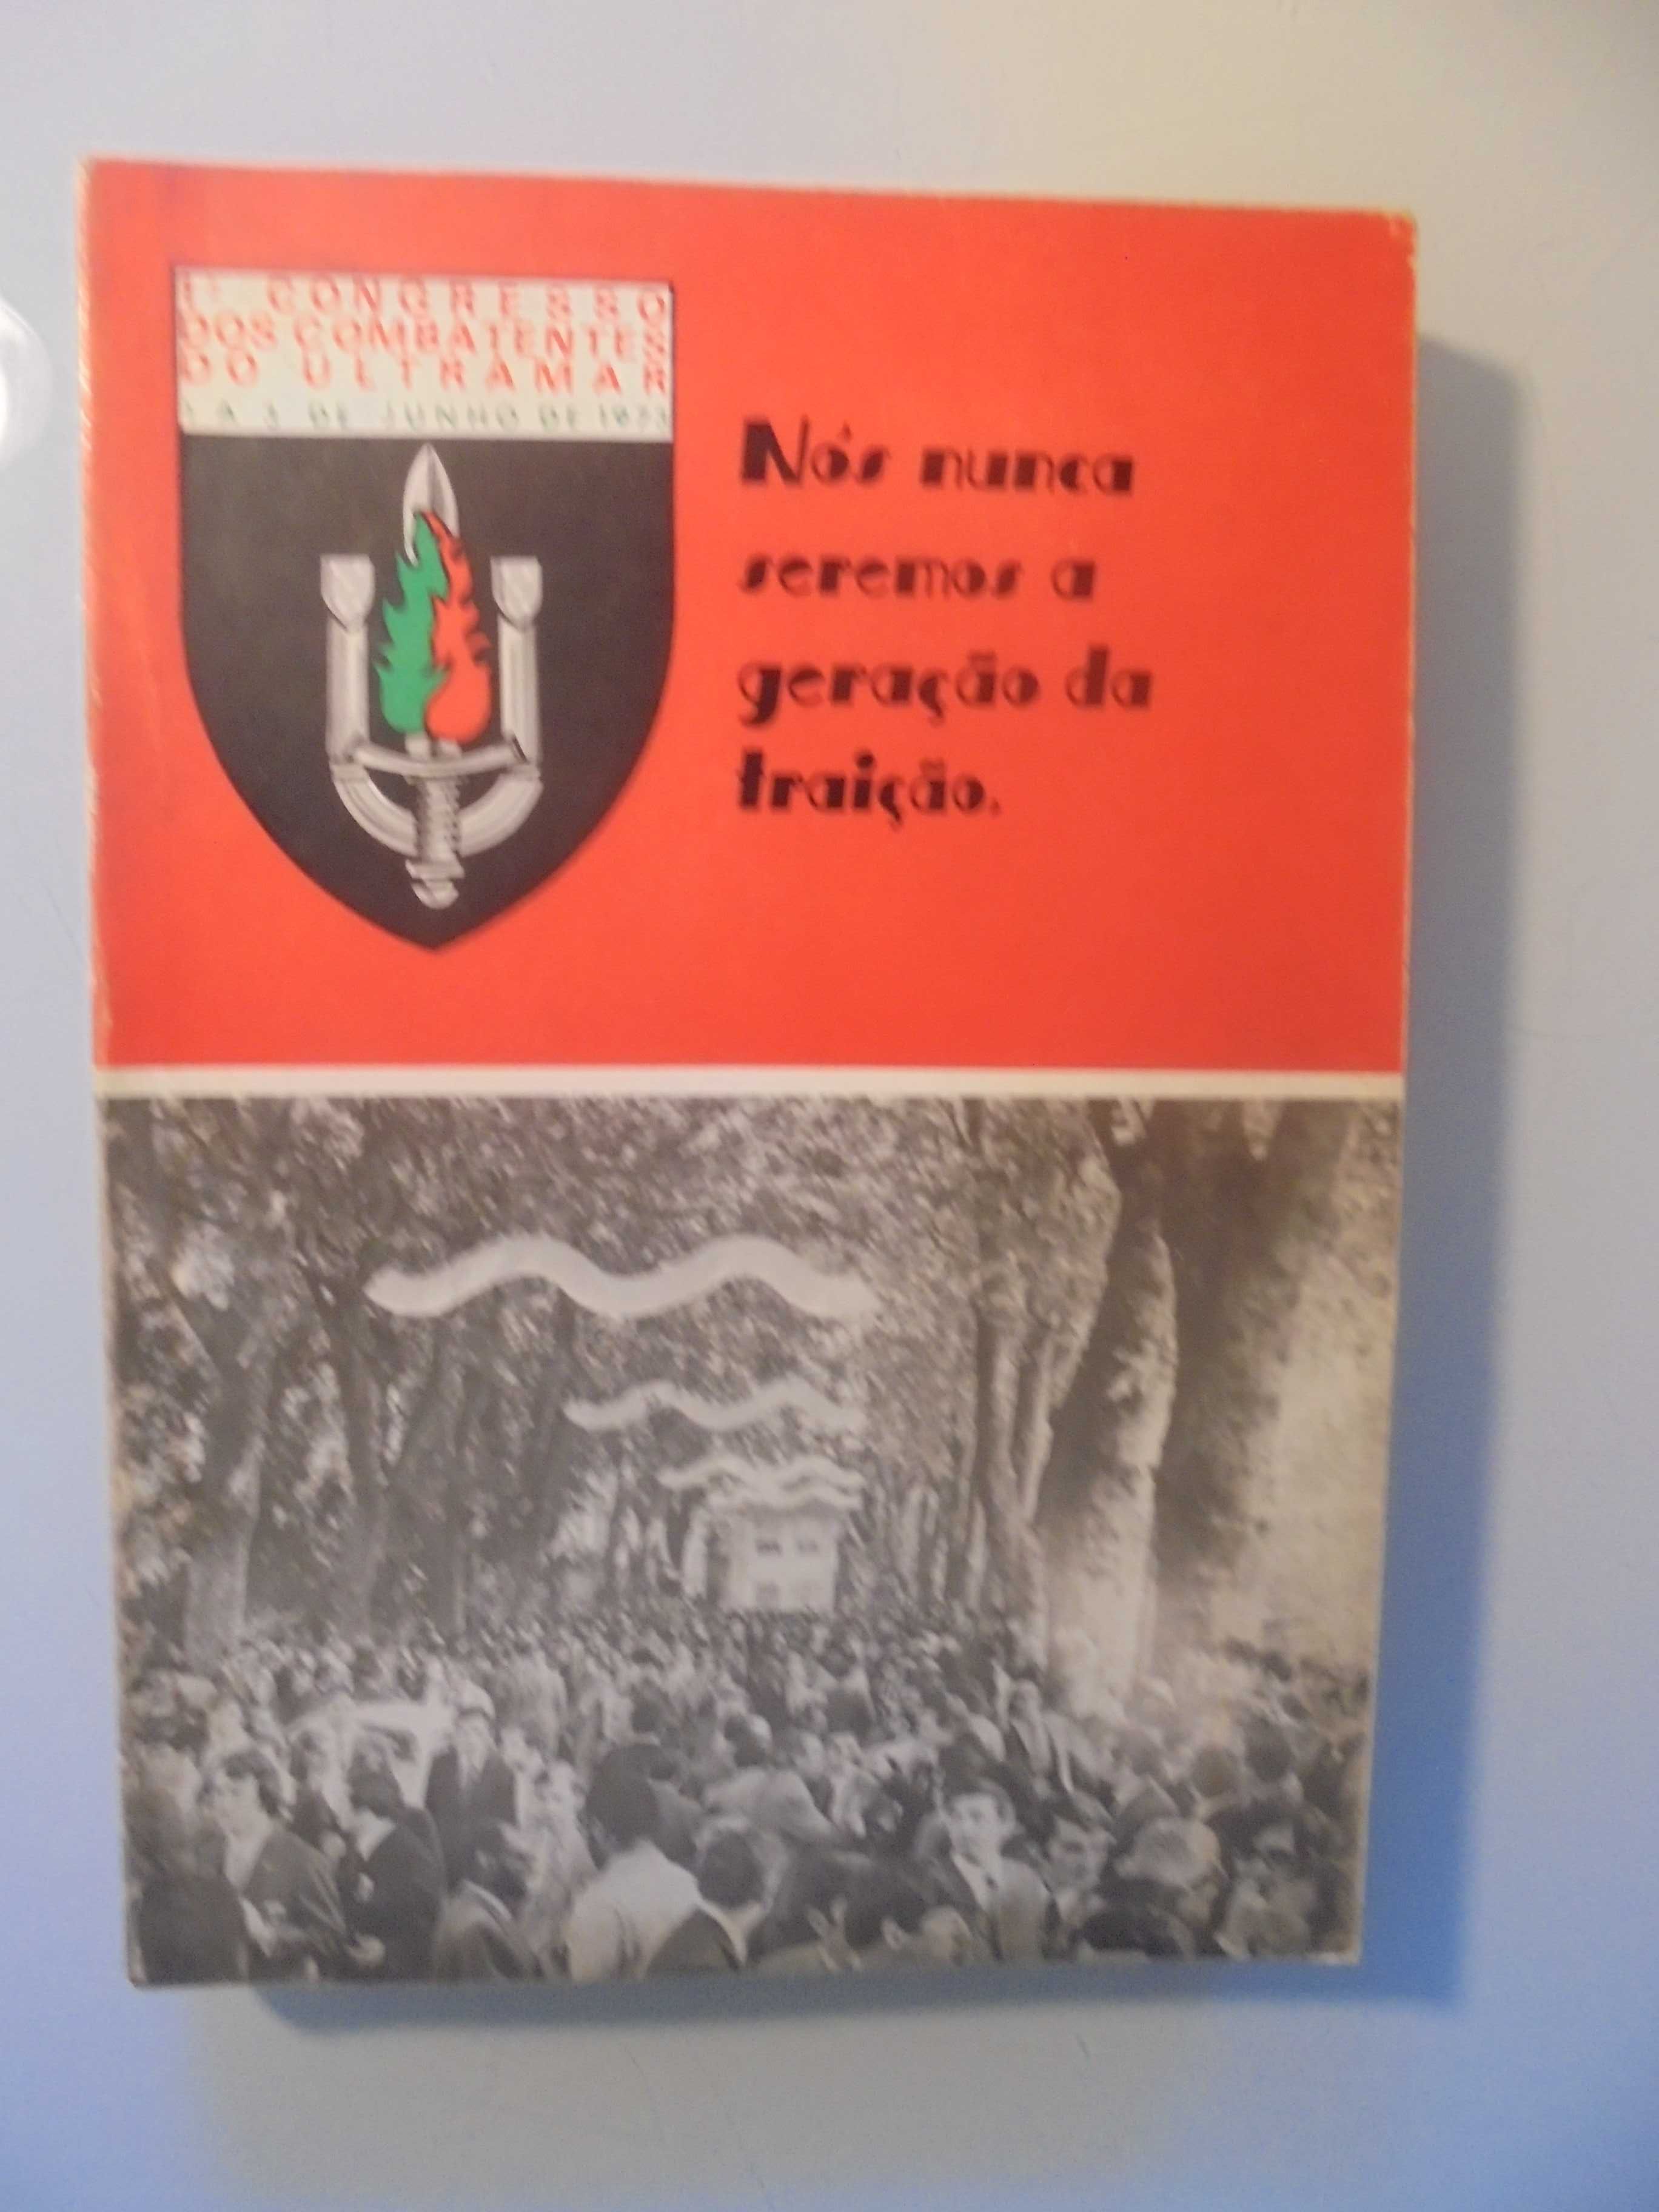 1º CONGRESSO
DOS COMBATENTES
DO ULTRAMAR
1 A 3 DE JUNHO DE 1973
Nós nunca
seremos a
geração da
traição.